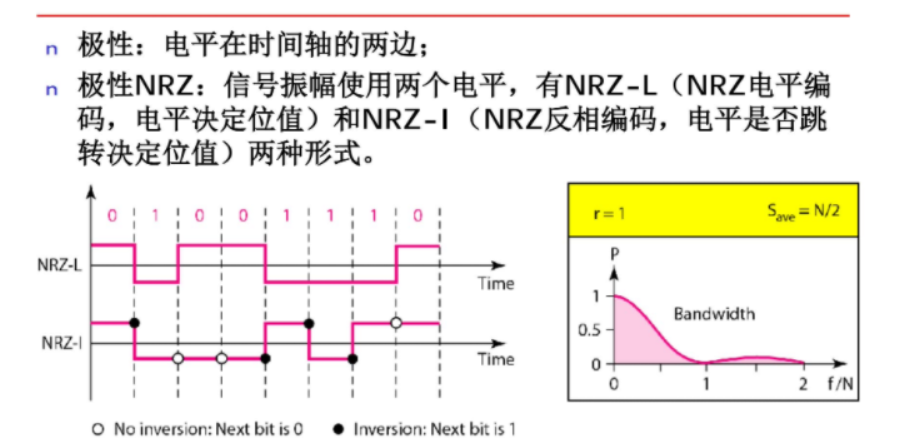 n 极性：电平在时间轴的两边；
n 极性NRZ：信号振幅使用两个电平，有NRZ-L（NRZ电平编
码，电平决定位值）和NRZ-I（NRZ反相编码，电平是否跳
转决定位值）两种形式。
0 1 0 0 1 1 1 0
NRZ-L
Time
NRZ-I
Time
○ No inversion: Next bit is 0 ● Inversion: Next bit is 1
r = 1 Save = N/2
P
1
Bandwidth
0.5
0
0 1 2 f/N